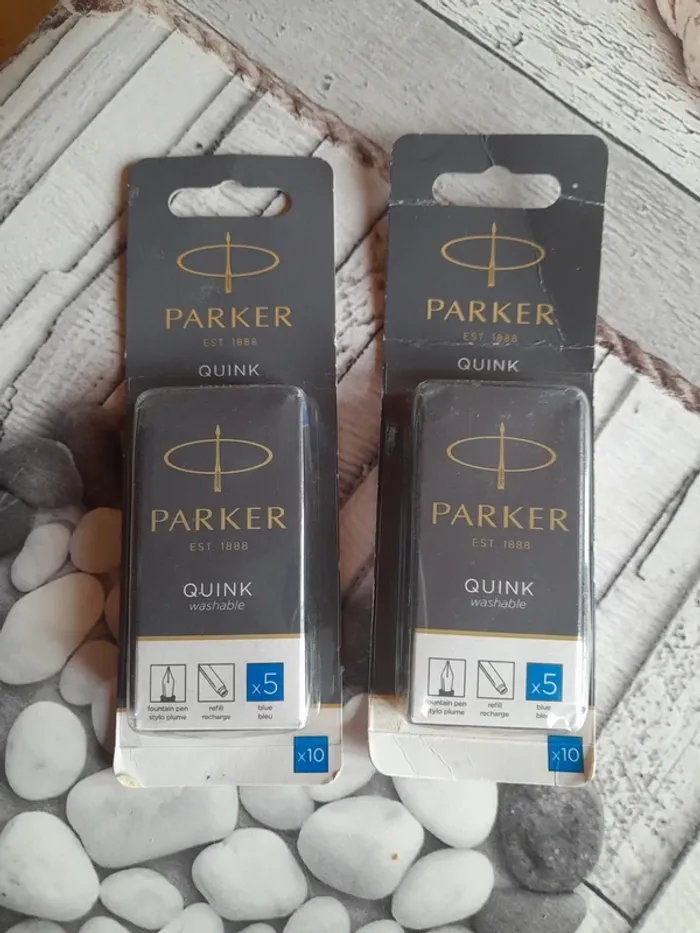 PARKER
EST. 1888
QUINK
PARKER
EST. 1888
QUINK
washable
fountain pen
stylo plume
refill
recharge
x5
blue
bleu
x10
PARKER
EST. 1888
QUINK
PARKER
EST. 1888
QUINK
washable
fountain pen
stylo plume
refill
recharge
x5
blue
bleu
x10